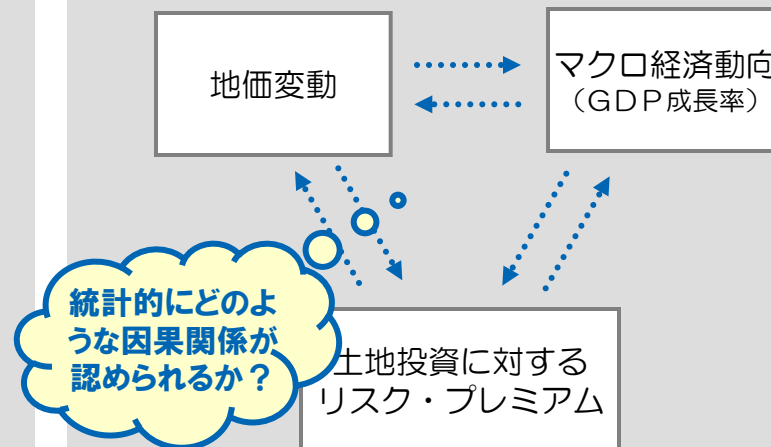 地価変動
マクロ経済動向
（ＧＤＰ成長率）
統計的にどのよ
うな因果関係が
認められるか？
土地投資に対する
リスク・プレミアム